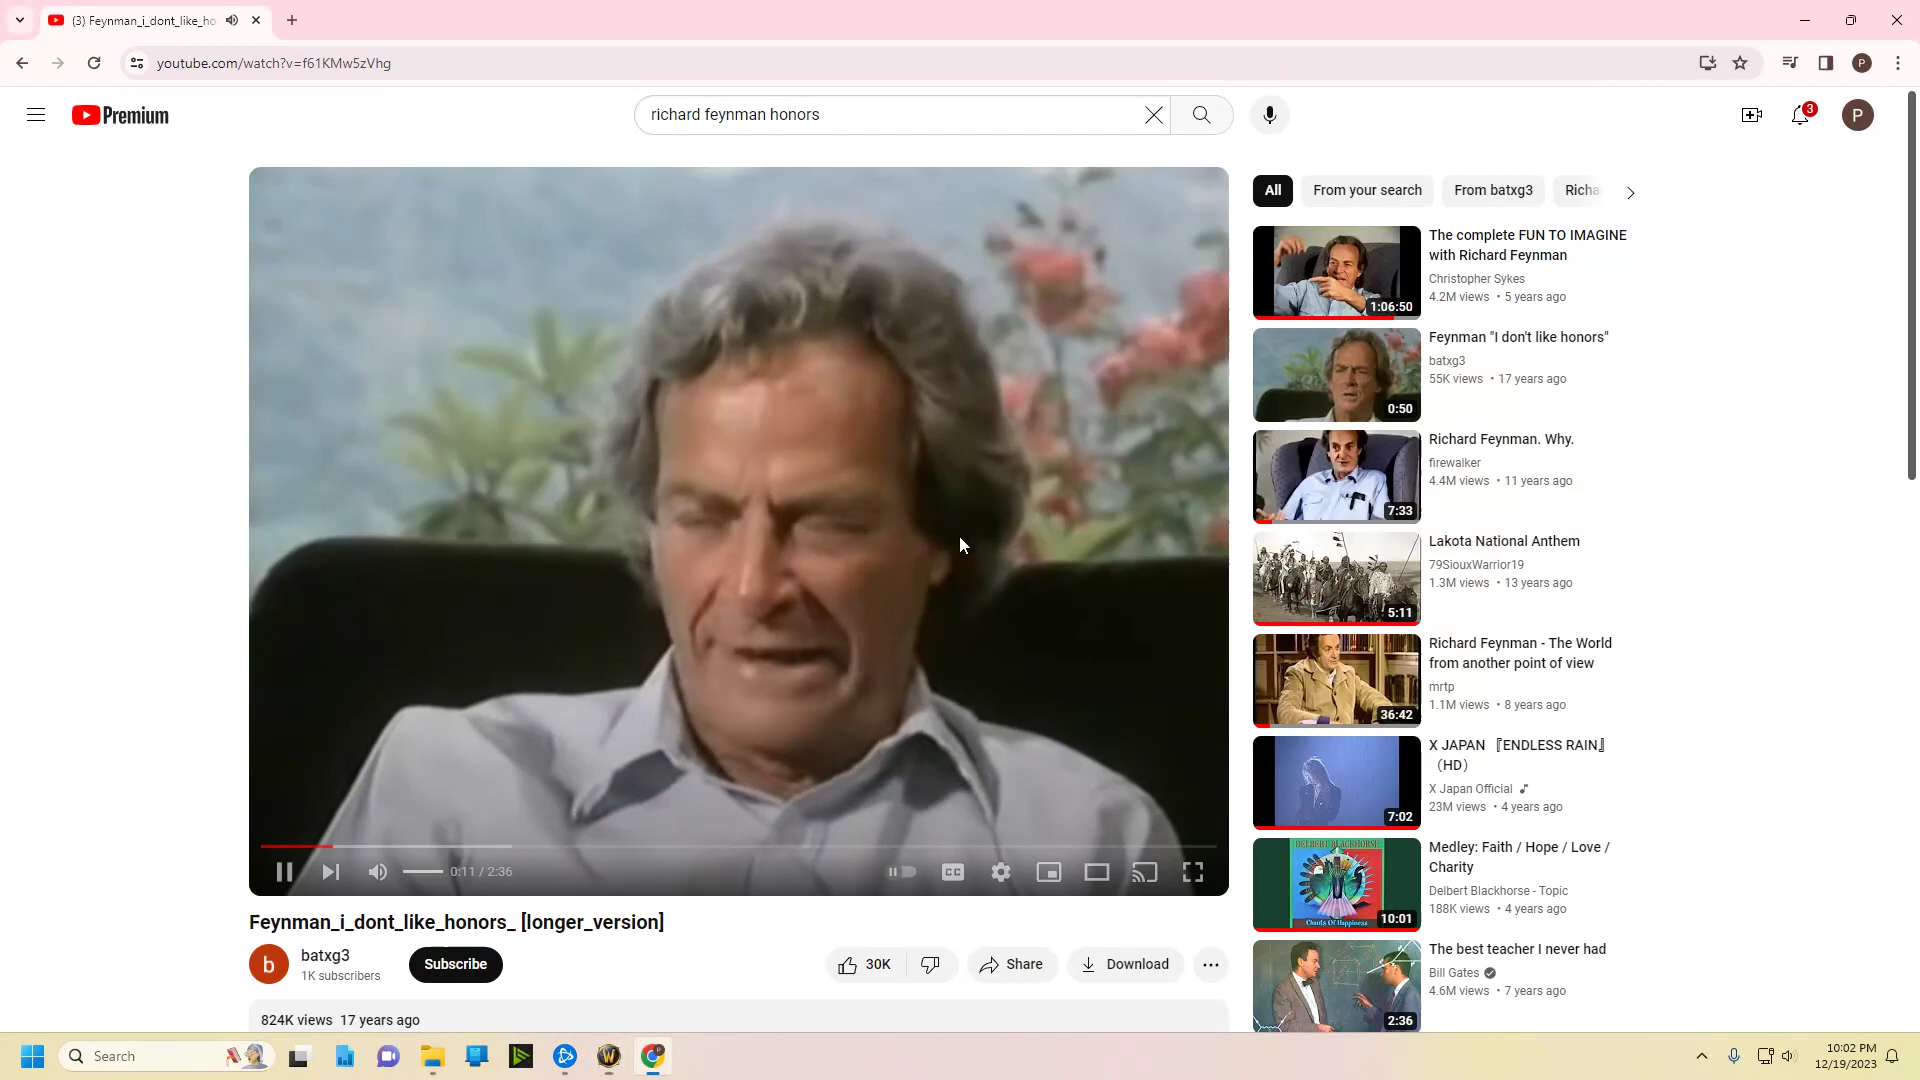 (3) Feynman_i_dont_like_ho
youtube.com/watch?v=f61KMw5zVhg
Premium
richard feynman honors
3
P
P
All
From your search
From batxg3
Richa
The complete FUN TO IMAGINE
with Richard Feynman
Christopher Sykes
4.2M views • 5 years ago
1:06:50
Feynman "I don't like honors"
batxg3
55K views • 17 years ago
0:50
Richard Feynman. Why.
firewalker
4.4M views • 11 years ago
7:33
Lakota National Anthem
79SiouxWarrior19
1.3M views • 13 years ago
5:11
Richard Feynman - The World
from another point of view
mrtp
1.1M views • 8 years ago
36:42
X JAPAN 『ENDLESS RAIN』
（HD）
X Japan Official
23M views • 4 years ago
7:02
Medley: Faith / Hope / Love /
Charity
Delbert Blackhorse - Topic
188K views • 4 years ago
DELBERT BLACKHORSE
Chants Of Happiness
10:01
The best teacher I never had
Bill Gates
4.6M views • 7 years ago
2:36
0:11 / 2:36
CC
Feynman_i_dont_like_honors_ [longer_version]
b
batxg3
1K subscribers
Subscribe
30K
Share
Download
824K views 17 years ago
Search
W
10:02 PM
12/19/2023